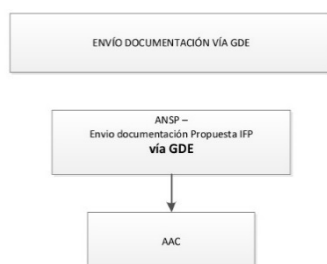 ENVÍO DOCUMENTACIÓN VÍA GDE
ANSP –
Envio documentación Propuesta IFP
vía GDE
AAC